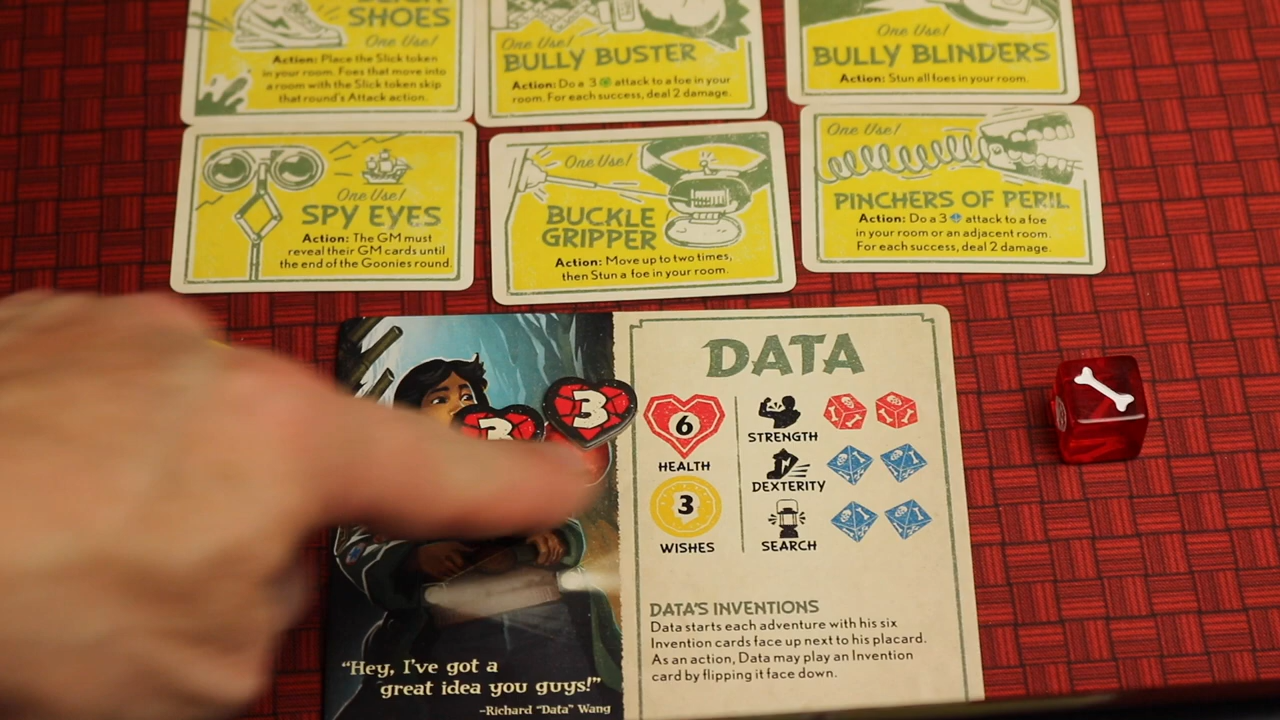 SHOES
One Use!
Action: Place the Slick token
in your room. Foes that move into
a room with the Slick token skip
that round's Attack action.
One Use!
BULLY BUSTER
Action: Do a 3 attack to a foe in your
room. For each success, deal 2 damage.
One Use!
BULLY BLINDERS
Action: Stun all foes in your room.
One Use!
SPY EYES
Action: The GM must
reveal their GM cards until
the end of the Goonies round.
One Use!
BUCKLE
GRIPPER
Action: Move up to two times,
then Stun a foe in your room.
One Use!
PINCHERS OF PERIL
Action: Do a 3 attack to a foe
in your room or an adjacent room.
For each success, deal 2 damage.
3
3
"Hey, I've got a
great idea you guys!"
-Richard "Data" Wang
DATA
6
HEALTH
3
WISHES
STRENGTH
DEXTERITY
SEARCH
DATA'S INVENTIONS
Data starts each adventure with his six
Invention cards face up next to his placard.
As an action, Data may play an Invention
card by flipping it face down.